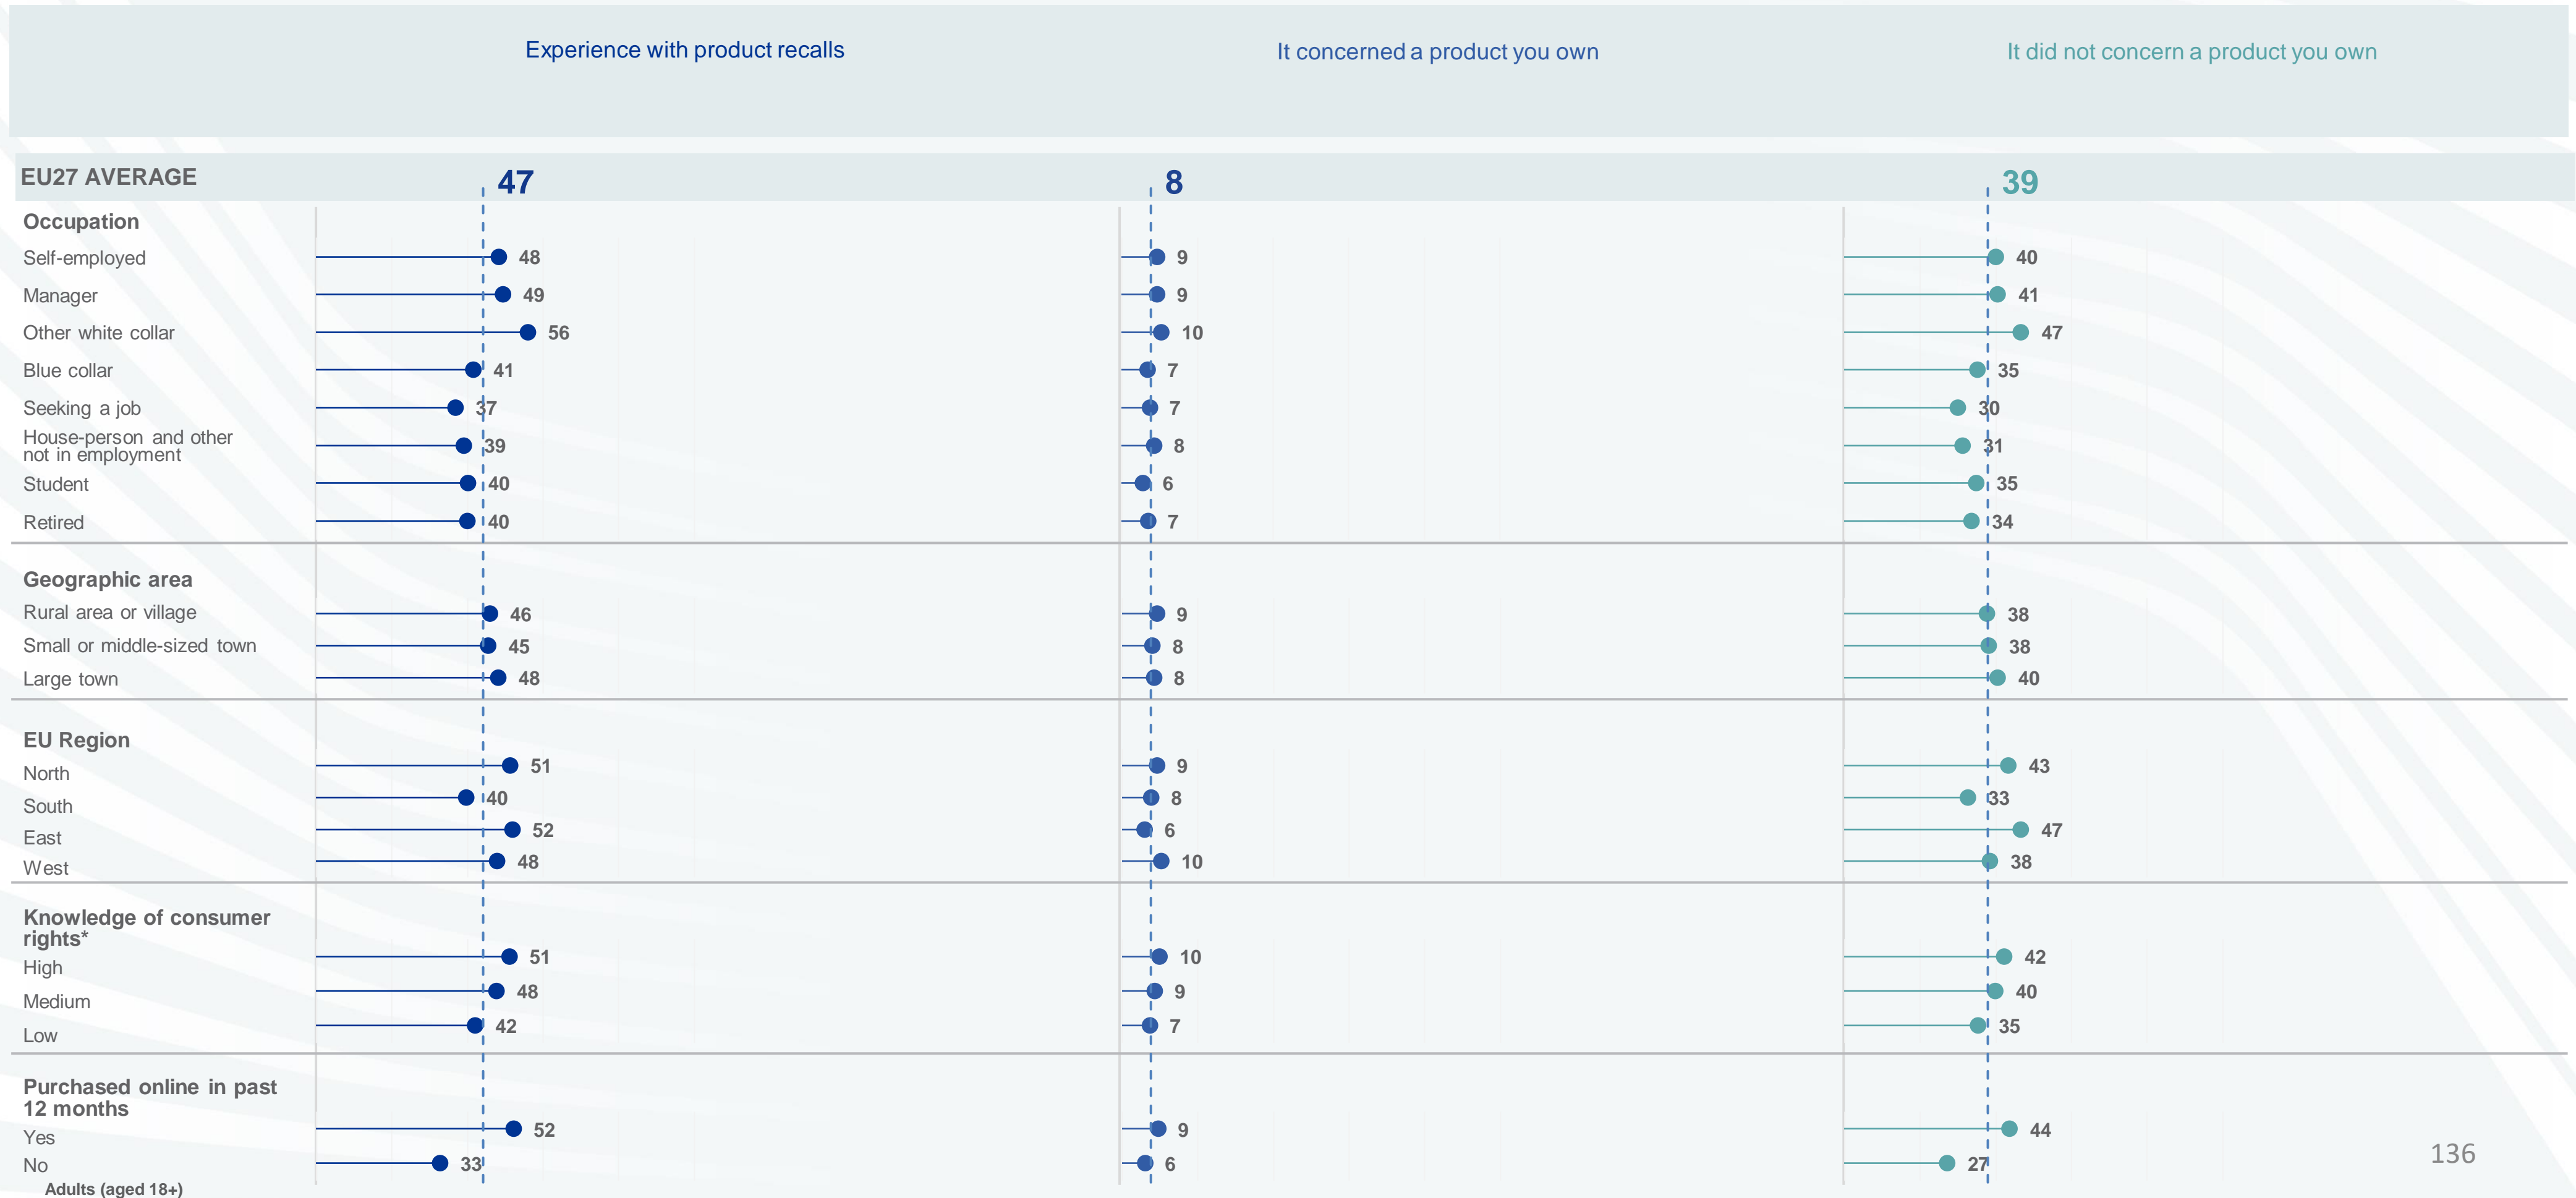 Experience with product recalls It concerned a product you own It did not concern a product you own
EU27 AVERAGE 47 8 39
Occupation
Self-employed 48 9 40
Manager 49 9 41
Other white collar 56 10 47
Blue collar 41 7 35
Seeking a job 37 7 30
House-person and other
not in employment 39 8 31
Student 40 6 35
Retired 40 7 34
Geographic area
Rural area or village 46 9 38
Small or middle-sized town 45 8 38
Large town 48 8 40
EU Region
North 51 9 43
South 40 8 33
East 52 6 47
West 48 10 38
Knowledge of consumer
rights*
High 51 10 42
Medium 48 9 40
Low 42 7 35
Purchased online in past
12 months
Yes 52 9 44
No 33 6 27
136
Adults (aged 18+)